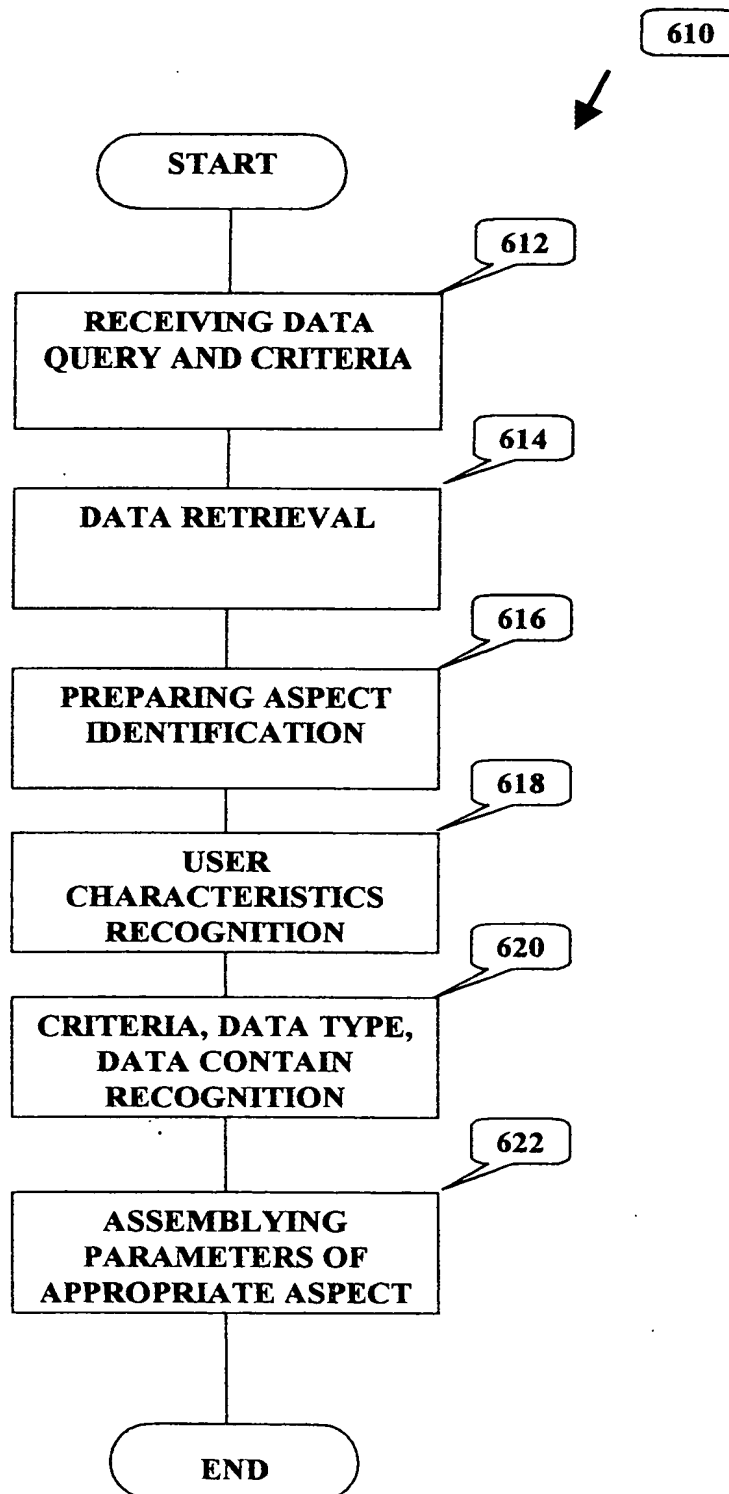 610
START
612
RECEIVING DATA
QUERY AND CRITERIA
614
DATA RETRIEVAL
616
PREPARING ASPECT
IDENTIFICATION
618
USER
CHARACTERISTICS
RECOGNITION
620
CRITERIA, DATA TYPE,
DATA CONTAIN
RECOGNITION
622
ASSEMBLYING
PARAMETERS OF
APPROPRIATE ASPECT
END